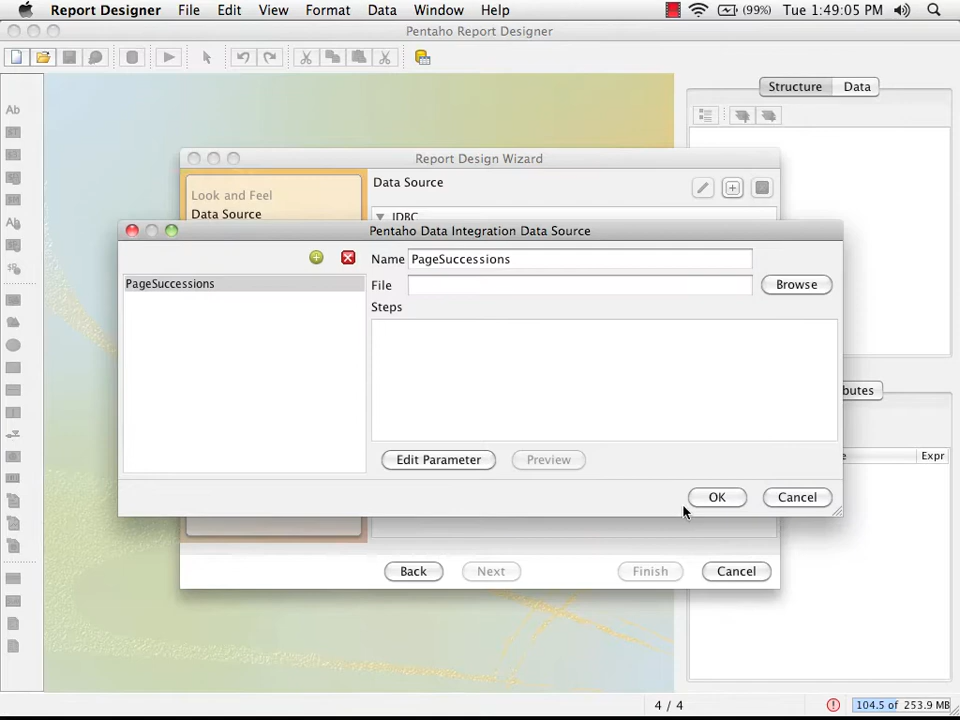 Report Designer File Edit View Format Data Window Help (99%) Tue 1:49:05 PM
Pentaho Report Designer
Structure Data
Ab
Report Design Wizard
Look and Feel
Data Source
Data Source
JDBC
Pentaho Data Integration Data Source
Name PageSuccessions
PageSuccessions
File Browse
Steps
butes
Expr
Edit Parameter Preview
OK Cancel
Back Next Finish Cancel
4 / 4 104.5 of 253.9 MB